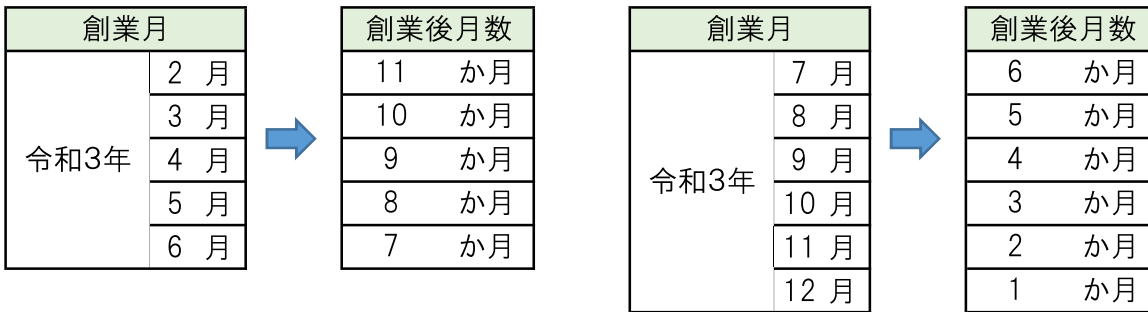 創業月
2 月
3 月
令和3年
4 月
5 月
6 月
創業後月数
11 か月
10 か月
9 か月
8 か月
7 か月
創業月
7 月
8 月
9 月
令和3年
10 月
11 月
12 月
創業後月数
6 か月
5 か月
4 か月
3 か月
2 か月
1 か月